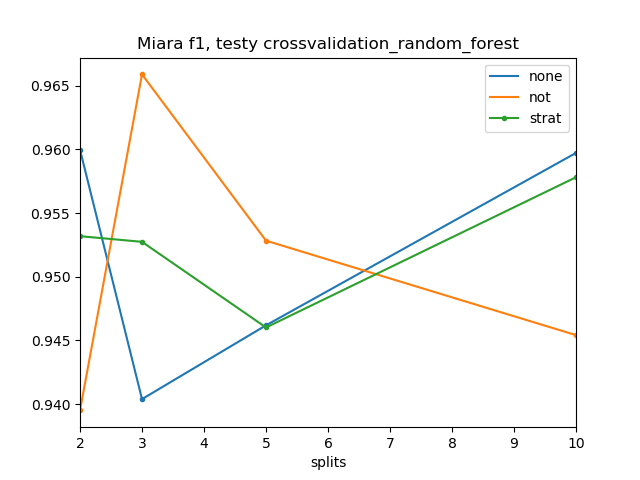 Miara f1, testy crossvalidation_random_forest
none
not
strat
0.965
0.960
0.955
0.950
0.945
0.940
2 3 4 5 6 7 8 9 10
splits